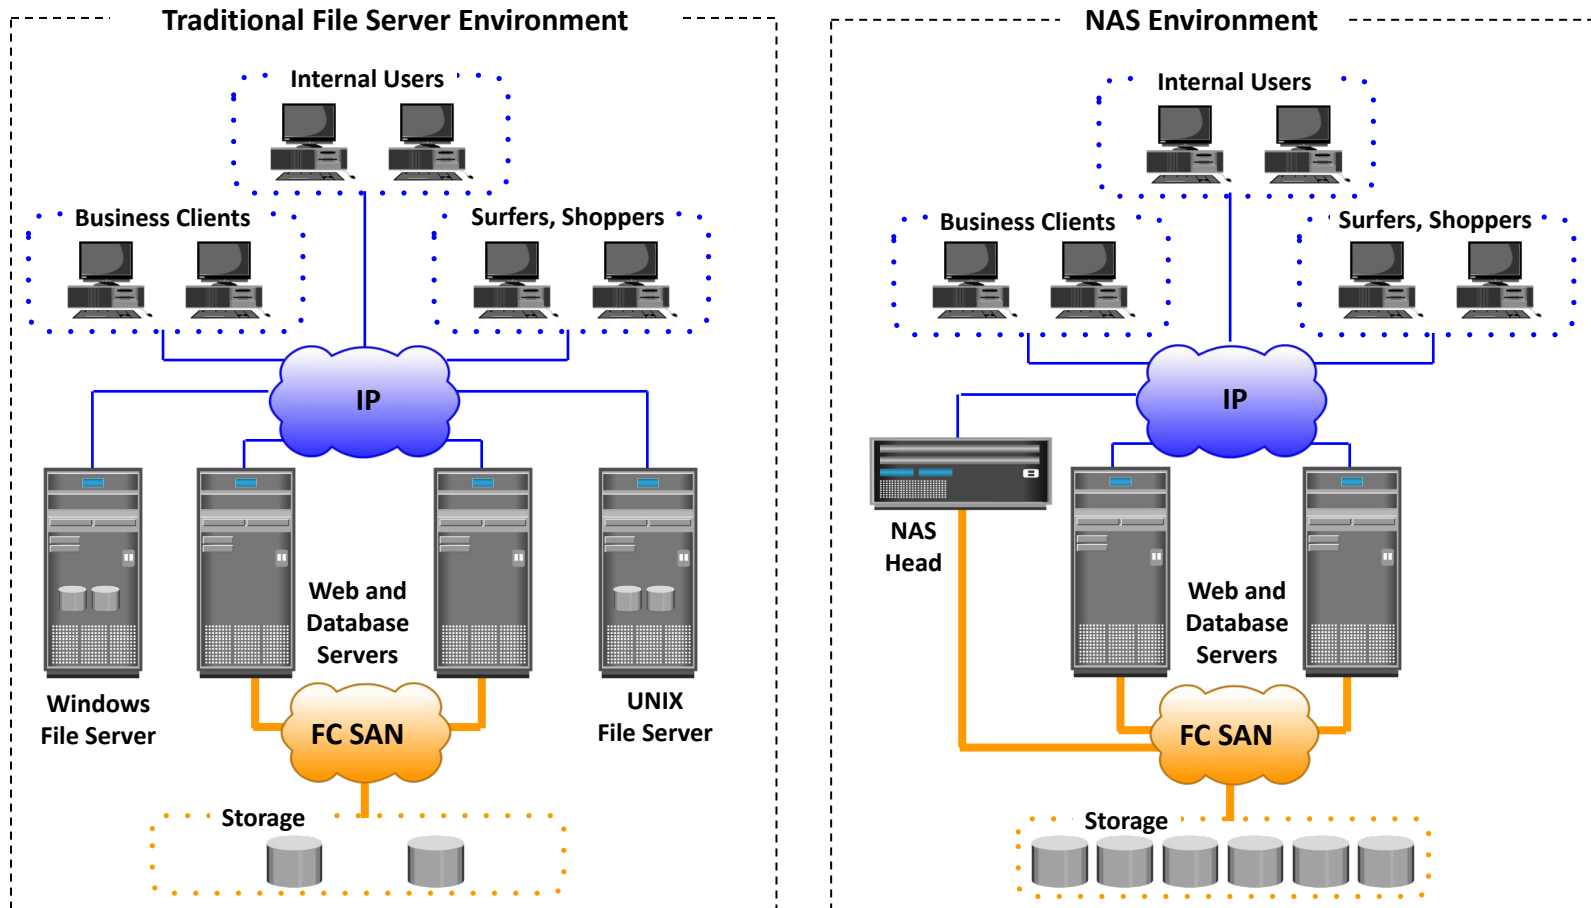 Traditional File Server Environment
Internal Users
Business Clients
Surfers, Shoppers
IP
Web and
Database
Servers
Windows
File Server
UNIX
File Server
FC SAN
Storage
NAS Environment
Internal Users
Business Clients
Surfers, Shoppers
IP
NAS
Head
Web and
Database
Servers
FC SAN
Storage